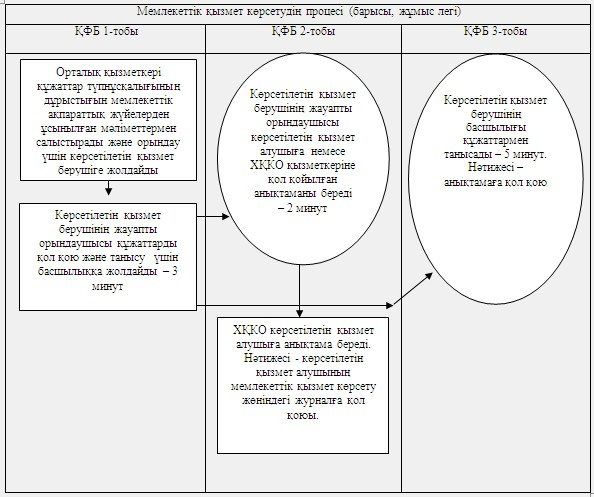 Мемлекеттік қызмет көрсетудін процесі (барысы, жұмыс легі)
ҚФБ 1-тобы
ҚФБ 2-тобы
ҚФБ 3-тобы
Орталық қызметкері
құжаттар түпнұсқалығынын
дұрыстығын мемлекеттік
ақпараттық жүйелерден
ұсынылған мәліметтермен
салыстырады және орындау
үшін көрсетілетін қызмет
берушіге жолдайды
Көрсетілетін қызмет
берушінің жауапты
орындаушысы құжаттарды
қол қою және танысу үшін
басшылыққа жолдайды – 3
минут
Көрсетілетін қызмет
берушінің жауапты
орындаушысы
көрсетілетін қызмет
алушыға немесе
ХҚКО қызметкеріне
қол қойылған
анықтаманы береді
– 2 минут
ХҚКО көрсетілетін қызмет
алушыға анықтама береді.
Нәтижесі - көрсетілетін
қызмет алушының
мемлекеттік қызмет көрсету
жөніндегі журналға қол
қоюы.
Көрсетілетін қызмет
берушінің
басшылығы
құжаттармен
танысады – 5 минут.
Нәтижесі –
анықтамаға қол қою